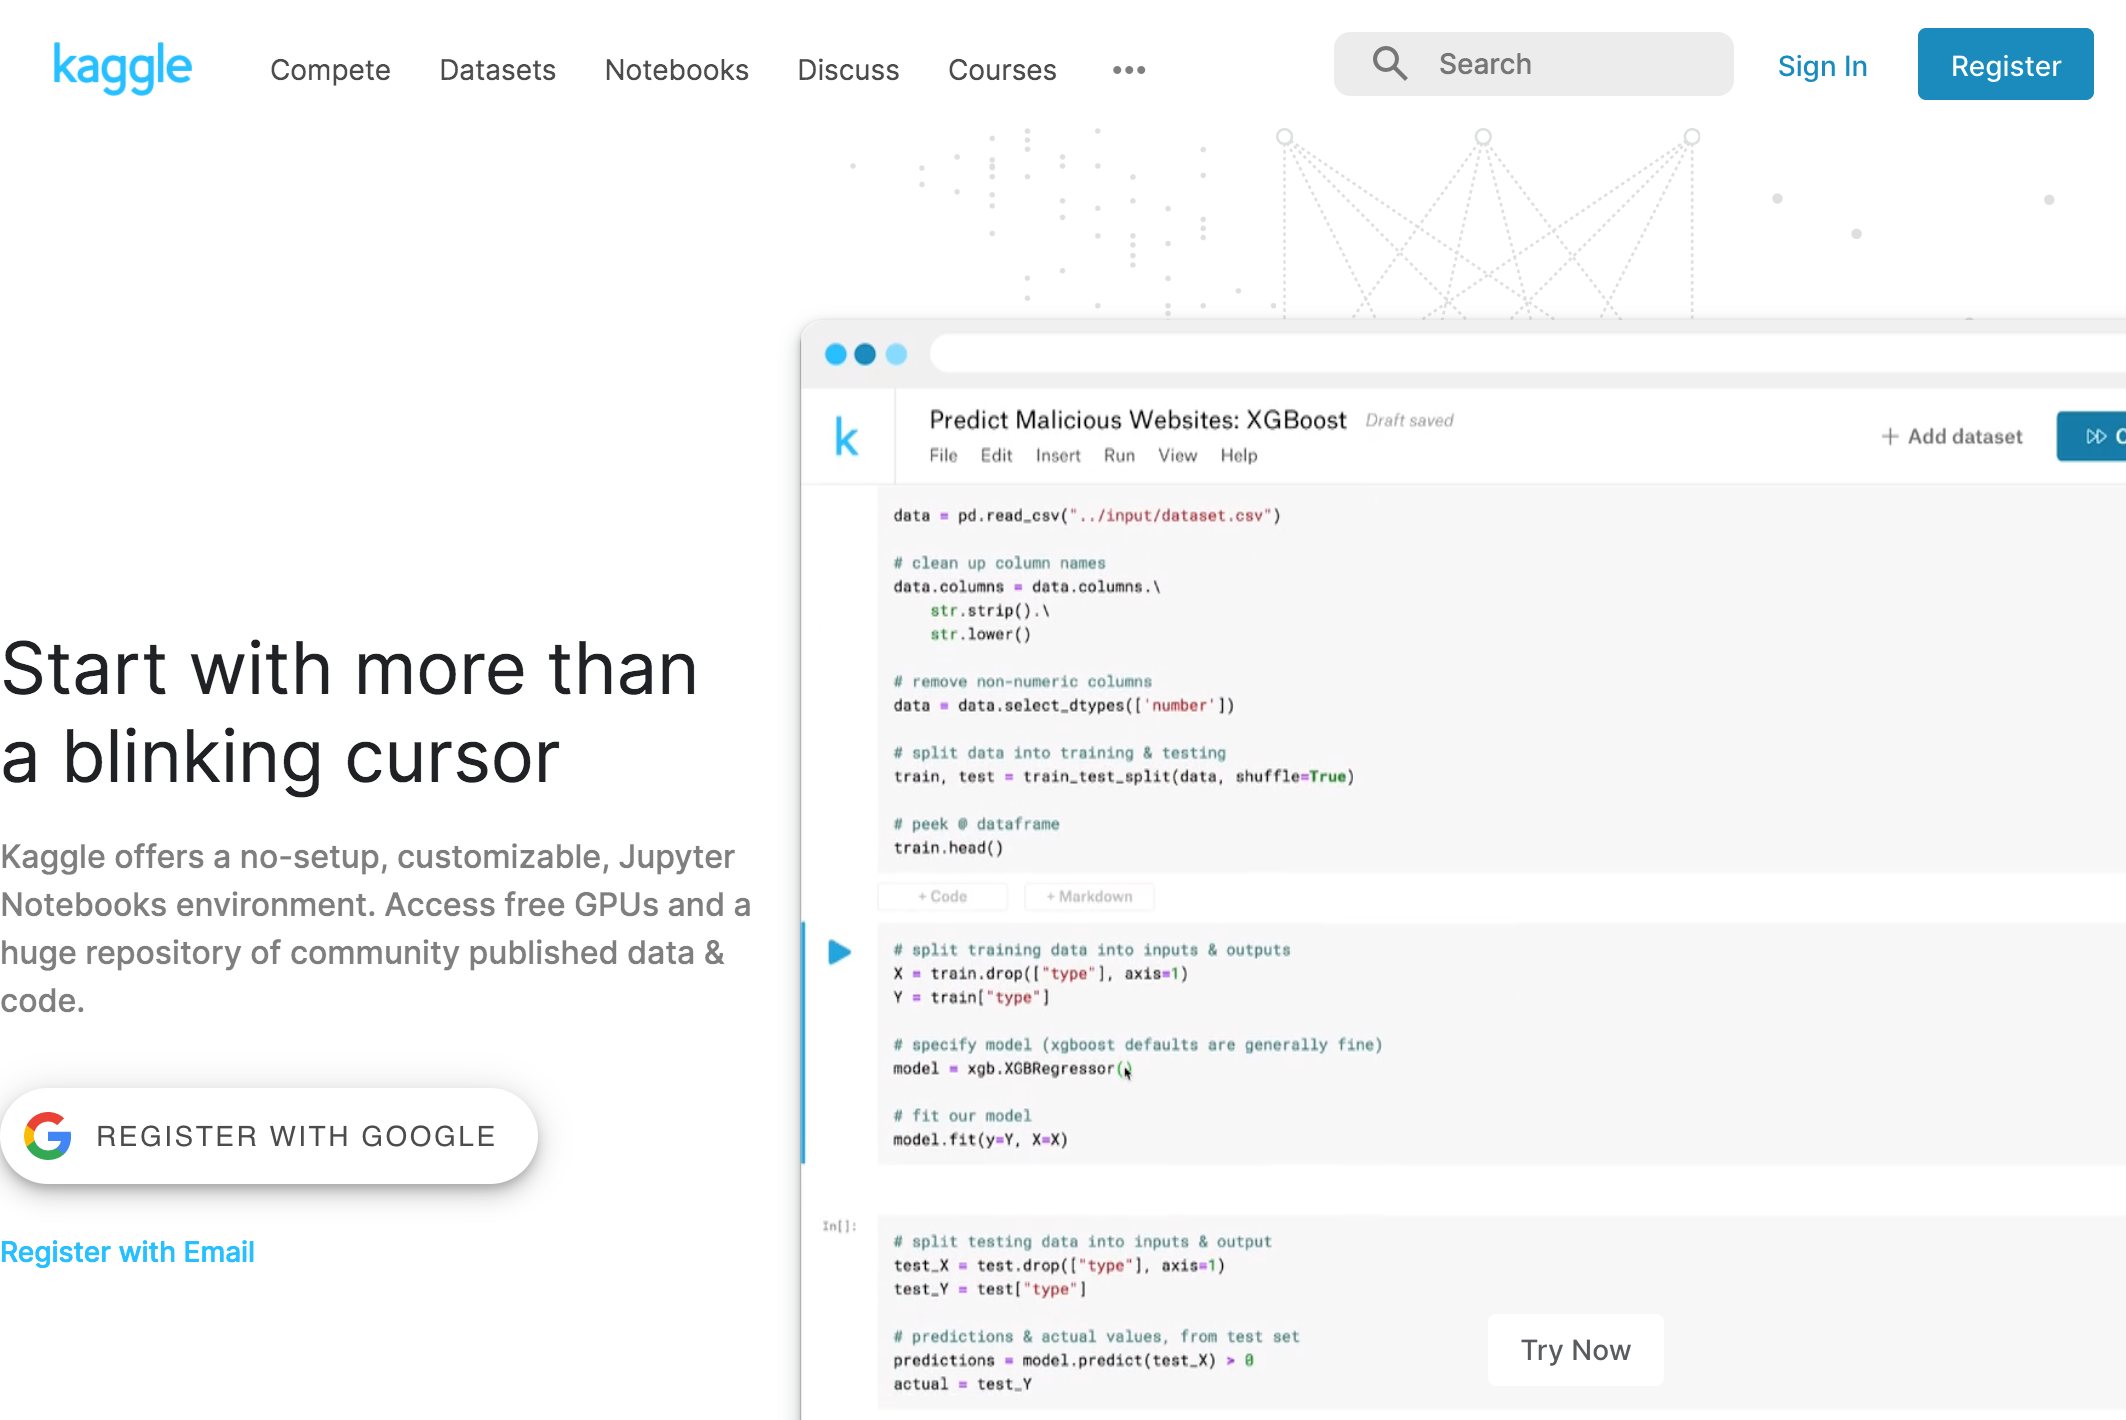 kaggle
Compete
Datasets
Notebooks
Discuss
Courses
Search
Sign In
Register
Start with more than
a blinking cursor
Kaggle offers a no-setup, customizable, Jupyter
Notebooks environment. Access free GPUs and a
huge repository of community published data &
code.
REGISTER WITH GOOGLE
Register with Email
k
Predict Malicious Websites: XGBoost
Draft saved
File Edit Insert Run View Help
+ Add dataset
data = pd.read_csv("../input/dataset.csv")
# clean up column names
data.columns = data.columns.\
    str.strip().\
    str.lower()
# remove non-numeric columns
data = data.select_dtypes(['number'])
# split data into training & testing
train, test = train_test_split(data, shuffle=True)
# peek @ dataframe
train.head()
+ Code
+ Markdown
# split training data into inputs & outputs
X = train.drop(["type"], axis=1)
Y = train["type"]
# specify model (xgboost defaults are generally fine)
model = xgb.XGBRegressor()
# fit our model
model.fit(y=Y, X=X)
In[]:
# split testing data into inputs & output
test_X = test.drop(["type"], axis=1)
test_Y = test["type"]
# predictions & actual values, from test set
predictions = model.predict(test_X) > 0
actual = test_Y
Try Now